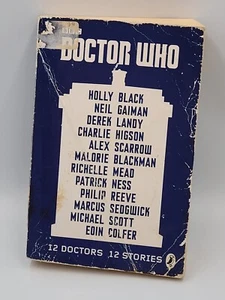 DOCTOR WHO
HOLLY BLACK
NEIL GAIMAN
DEREK LANDY
CHARLIE HIGSON
ALEX SCARROW
MALORIE BLACKMAN
RICHELLE MEAD
PATRICK NESS
PHILIP REEVE
MARCUS SEDGWICK
MICHAEL SCOTT
EOIN COLFER
12 DOCTORS 12 STORIES